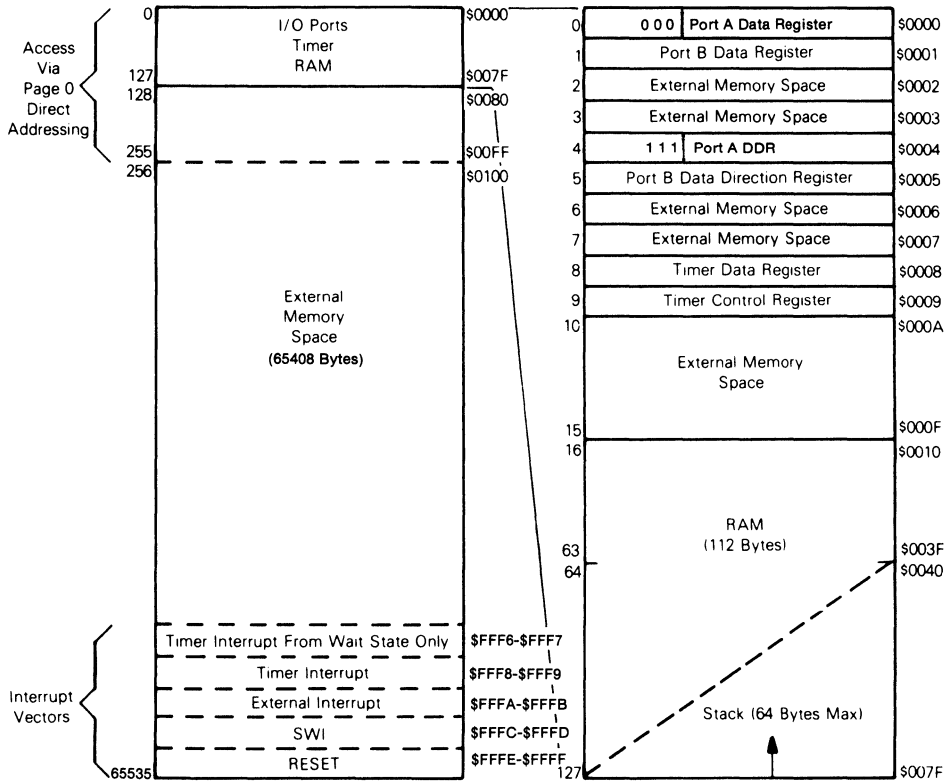 Access
Via
Page 0
Direct
Addressing
0
127
128
255
256
I/O Ports
Timer
RAM
$0000
$007F
$0080
$00FF
$0100
External
Memory
Space
(65408 Bytes)
Interrupt
Vectors
Timer Interrupt From Wait State Only $FFF6-$FFF7
Timer Interrupt $FFF8-$FFF9
External Interrupt $FFFA-$FFFB
SWI $FFFC-$FFFD
RESET $FFFE-$FFFF
65535
0 0 0 0 Port A Data Register $0000
1 Port B Data Register $0001
2 External Memory Space $0002
3 External Memory Space $0003
4 1 1 1 Port A DDR $0004
5 Port B Data Direction Register $0005
6 External Memory Space $0006
7 External Memory Space $0007
8 Timer Data Register $0008
9 Timer Control Register $0009
10 $000A
External Memory
Space
15 $000F
16 $0010
RAM
(112 Bytes)
63 $003F
64 $0040
Stack (64 Bytes Max)
127 $007F